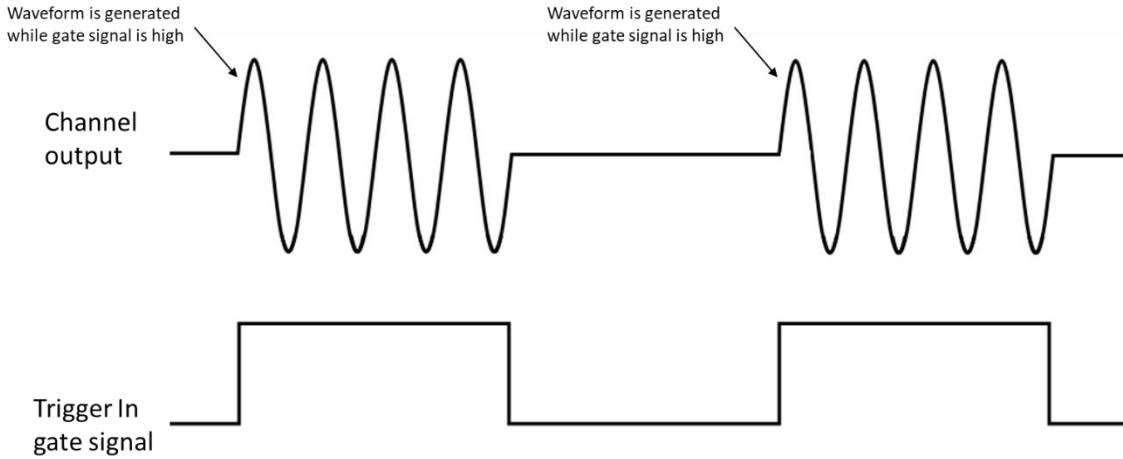 Waveform is generated
while gate signal is high
Waveform is generated
while gate signal is high
Channel
output
Trigger In
gate signal